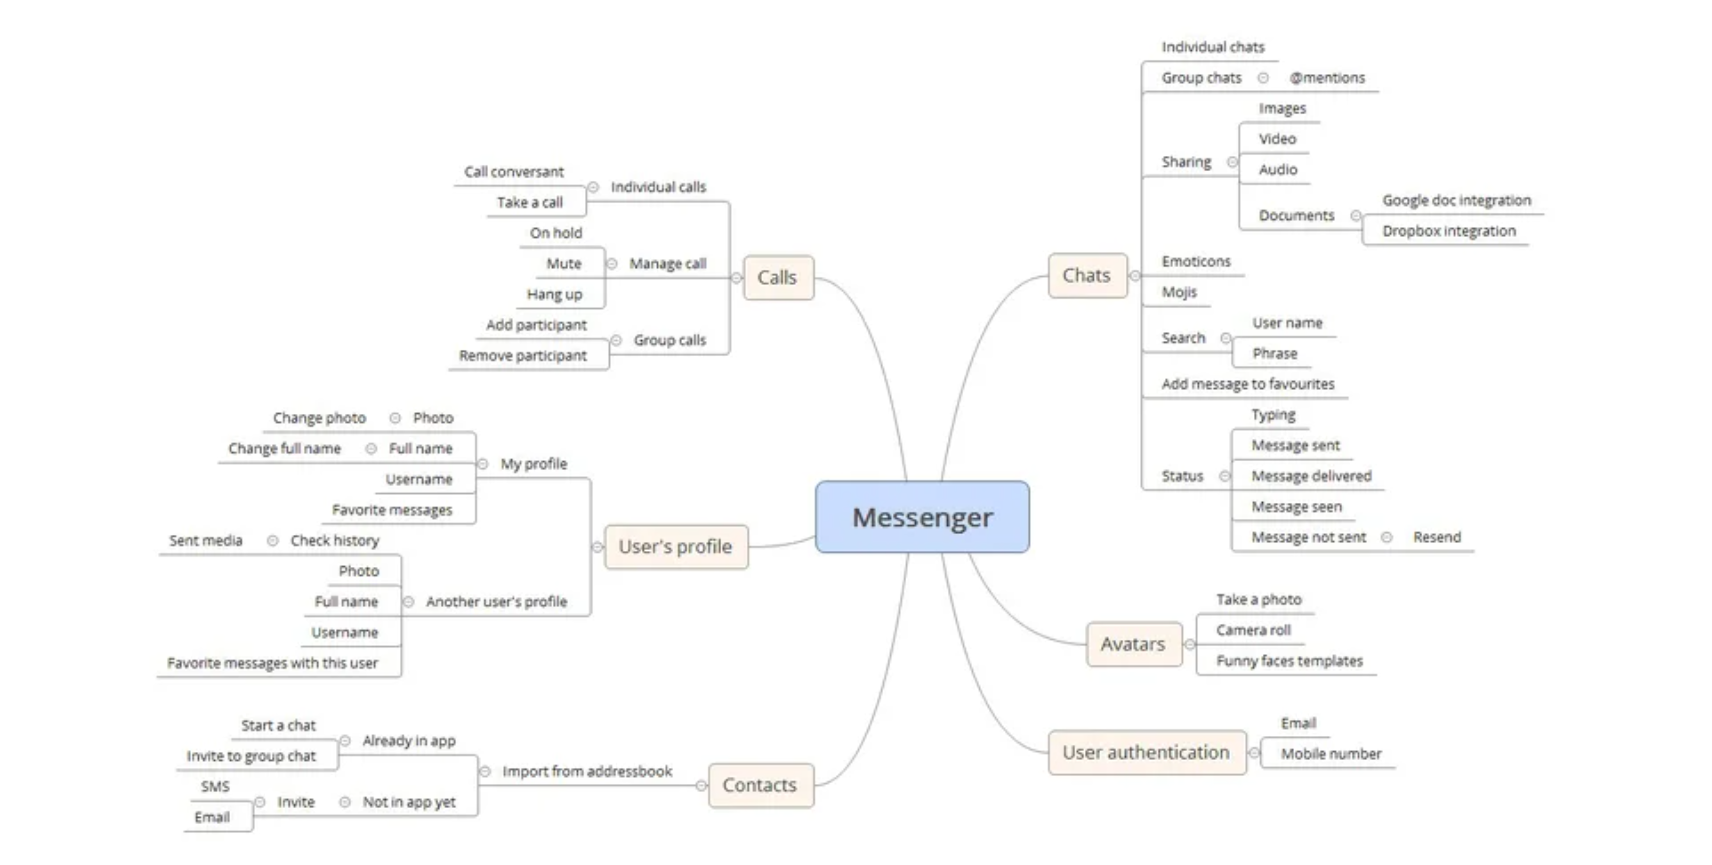 Messenger
Chats
Individual chats
Group chats
@mentions
Sharing
Images
Video
Audio
Documents
Google doc integration
Dropbox integration
Emoticons
Mojis
Search
User name
Phrase
Add message to favourites
Status
Typing
Message sent
Message delivered
Message seen
Message not sent
Resend
Avatars
Take a photo
Camera roll
Funny faces templates
User authentication
Email
Mobile number
Calls
Individual calls
Call conversant
Take a call
Manage call
On hold
Mute
Hang up
Group calls
Add participant
Remove participant
User's profile
My profile
Photo
Change photo
Full name
Change full name
Username
Favorite messages
Another user's profile
Check history
Sent media
Photo
Full name
Username
Favorite messages with this user
Contacts
Import from addressbook
Already in app
Start a chat
Invite to group chat
Not in app yet
Invite
SMS
Email